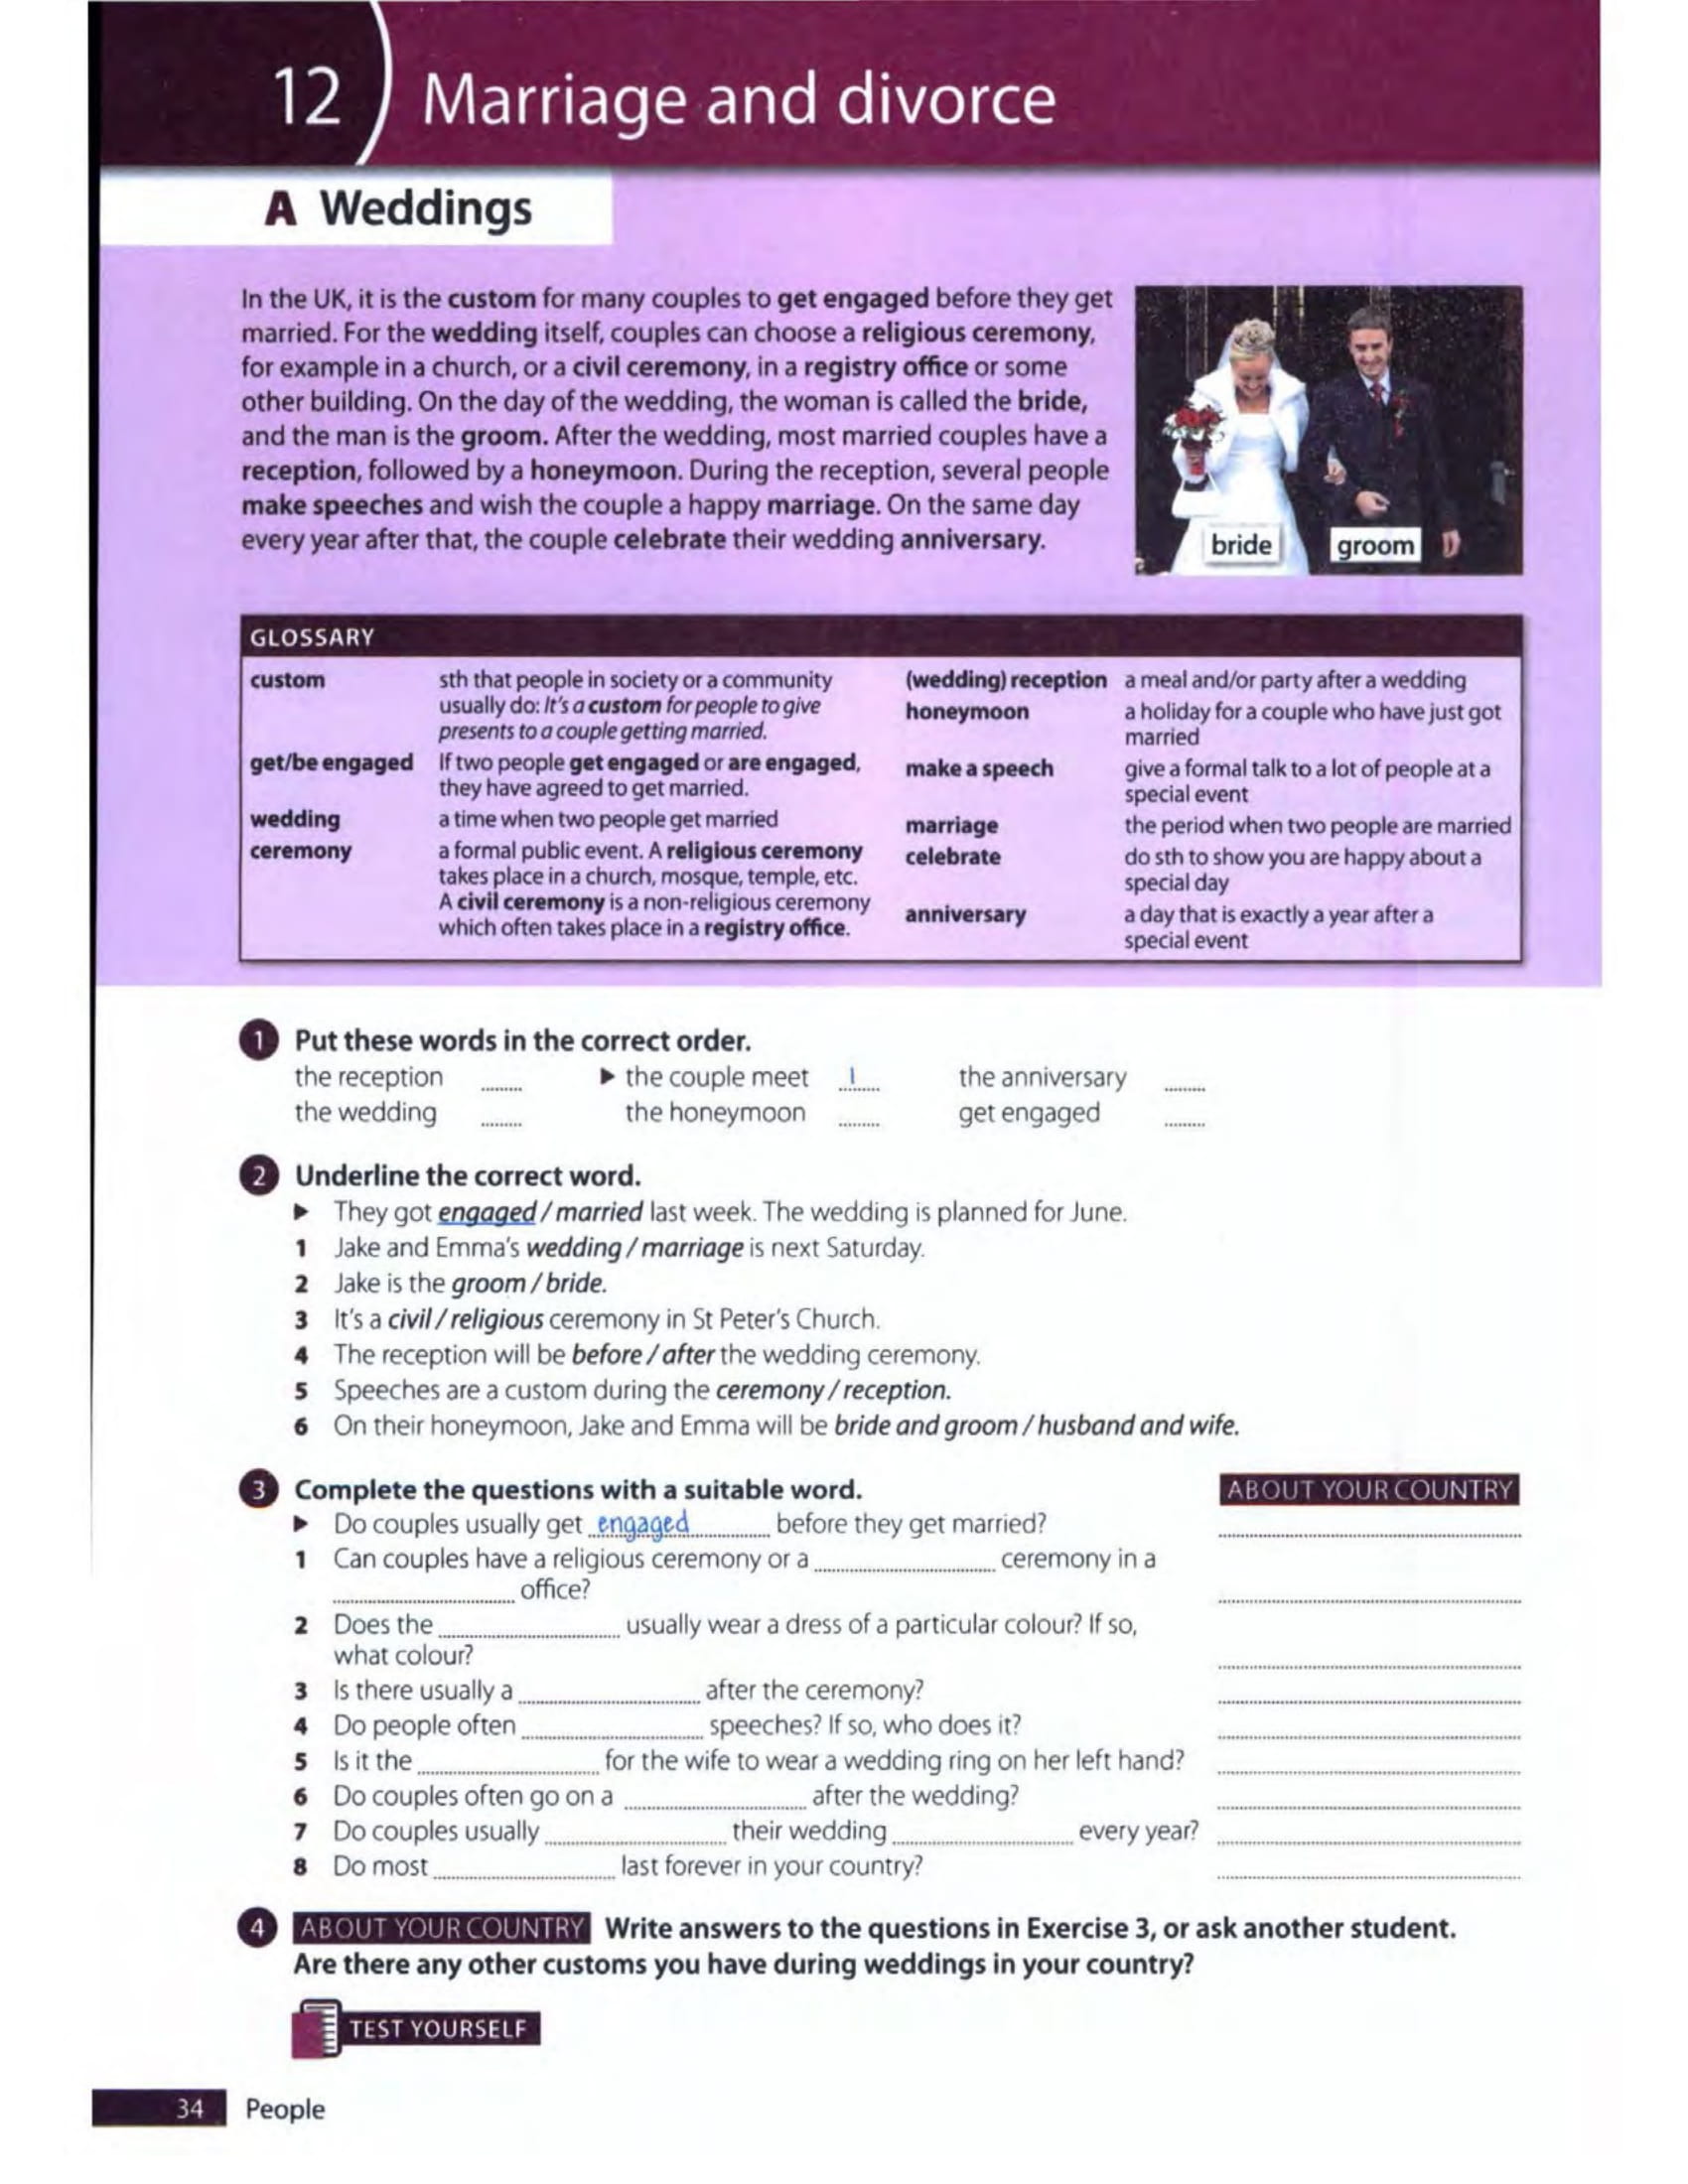 12 Marriage and divorce
A Weddings
In the UK, it is the custom for many couples to get engaged before they get
married. For the wedding itself, couples can choose a religious ceremony,
for example in a church, or a civil ceremony, in a registry office or some
other building. On the day of the wedding, the woman is called the bride,
and the man is the groom. After the wedding, most married couples have a
reception, followed by a honeymoon. During the reception, several people
make speeches and wish the couple a happy marriage. On the same day
every year after that, the couple celebrate their wedding anniversary.
bride groom
GLOSSARY
custom sth that people in society or a community
usually do: It's a custom for people to give
presents to a couple getting married.
get/be engaged If two people get engaged or are engaged,
they have agreed to get married.
wedding a time when two people get married
ceremony a formal public event. A religious ceremony
takes place in a church, mosque, temple, etc.
A civil ceremony is a non-religious ceremony
which often takes place in a registry office.
(wedding) reception a meal and/or party after a wedding
honeymoon a holiday for a couple who have just got
married
make a speech give a formal talk to a lot of people at a
special event
marriage the period when two people are married
celebrate do sth to show you are happy about a
special day
anniversary a day that is exactly a year after a
special event
1 Put these words in the correct order.
the reception ........ ▶ the couple meet 1 the anniversary ........
the wedding ........ the honeymoon ........ get engaged ........
2 Underline the correct word.
▶ They got engaged / married last week. The wedding is planned for June.
1 Jake and Emma's wedding / marriage is next Saturday.
2 Jake is the groom / bride.
3 It's a civil / religious ceremony in St Peter's Church.
4 The reception will be before / after the wedding ceremony.
5 Speeches are a custom during the ceremony / reception.
6 On their honeymoon, Jake and Emma will be bride and groom / husband and wife.
3 Complete the questions with a suitable word. ABOUT YOUR COUNTRY
▶ Do couples usually get engaged before they get married?
1 Can couples have a religious ceremony or a ........ ceremony in a
........ office?
2 Does the ........ usually wear a dress of a particular colour? If so,
what colour?
3 Is there usually a ........ after the ceremony?
4 Do people often ........ speeches? If so, who does it?
5 Is it the ........ for the wife to wear a wedding ring on her left hand?
6 Do couples often go on a ........ after the wedding?
7 Do couples usually ........ their wedding ........ every year?
8 Do most ........ last forever in your country?
4 ABOUT YOUR COUNTRY Write answers to the questions in Exercise 3, or ask another student.
Are there any other customs you have during weddings in your country?
TEST YOURSELF
34 People